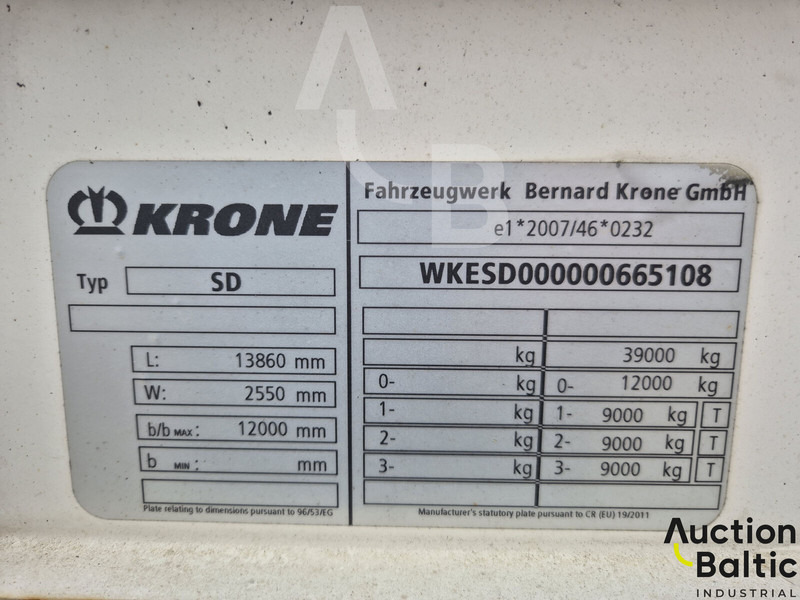 KRONE
Typ SD
L: 13860 mm
W: 2550 mm
b/b MAX: 12000 mm
b MIN: mm
Plate relating to dimensions pursuant to 96/53/EG
Fahrzeugwerk Bernard Krone GmbH
e1*2007/46*0232
WKESD000000665108
kg 39000 kg
0- kg 0- 12000 kg
1- kg 1- 9000 kg T
2- kg 2- 9000 kg T
3- kg 3- 9000 kg T
Manufacturer's statutory plate pursuant to CR (EU) 19/2011
A
B
Auction
Baltic
INDUSTRIAL